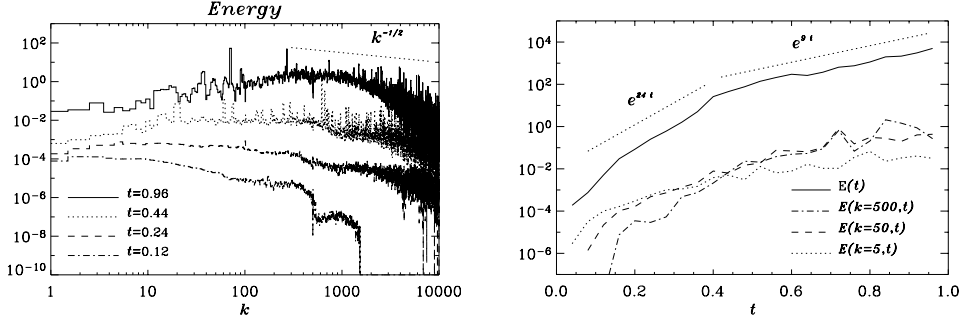 Energy
10^2
10^0
10^-2
10^-4
10^-6
10^-8
10^-10
k^-1/2
t=0.96
t=0.44
t=0.24
t=0.12
1 10 100 1000 10000
k
10^4
10^2
10^0
10^-2
10^-4
10^-6
e^24 t
e^9 t
E(t)
E(k=500,t)
E(k=50,t)
E(k=5,t)
0.0 0.2 0.4 0.6 0.8 1.0
t